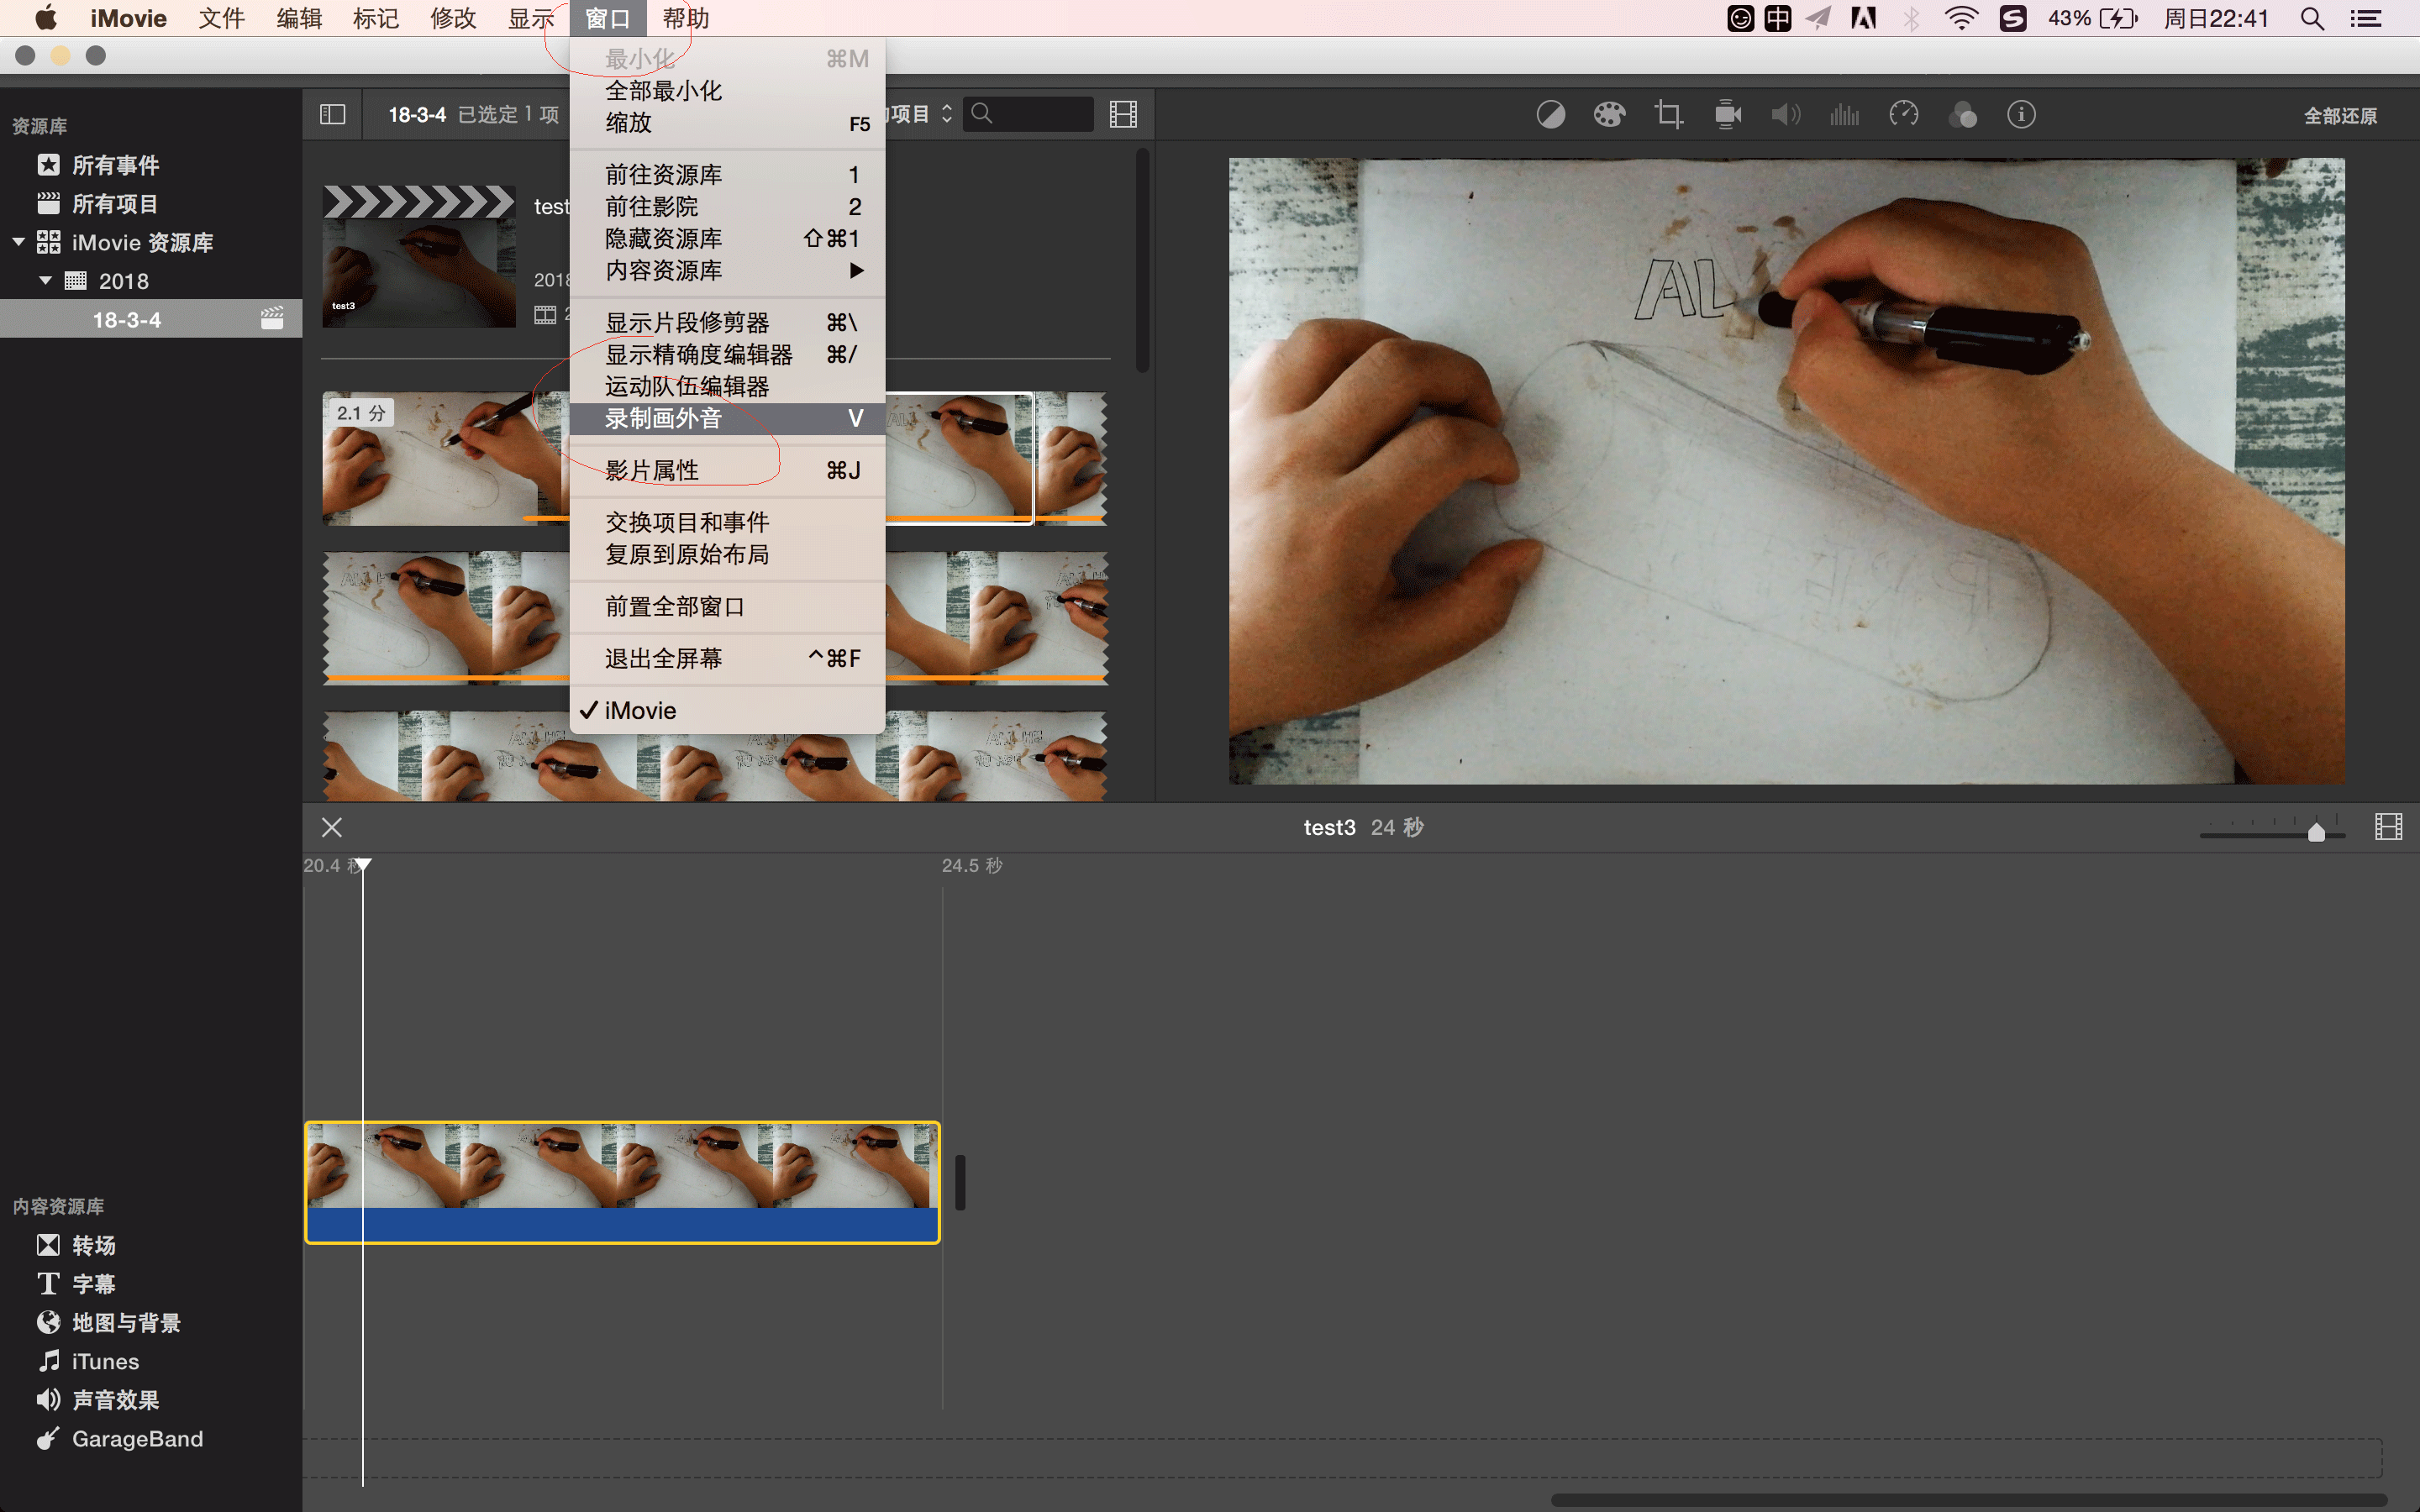 iMovie 文件 编辑 标记 修改 显示 窗口 帮助
中 43% 周日22:41
资源库
所有事件
所有项目
iMovie 资源库
2018
18-3-4
18-3-4 已选定 1 项
项目
全部还原
test
2018
test3
2.1 分
最小化 ⌘M
全部最小化
缩放 F5
前往资源库 1
前往影院 2
隐藏资源库 ⇧⌘1
内容资源库 ▶
显示片段修剪器 ⌘\
显示精确度编辑器 ⌘/
运动队伍编辑器
录制画外音 V
影片属性 ⌘J
交换项目和事件
复原到原始布局
前置全部窗口
退出全屏幕 ^⌘F
✓ iMovie
AL
test3 24 秒
20.4 秒 24.5 秒
内容资源库
转场
字幕
地图与背景
iTunes
声音效果
GarageBand